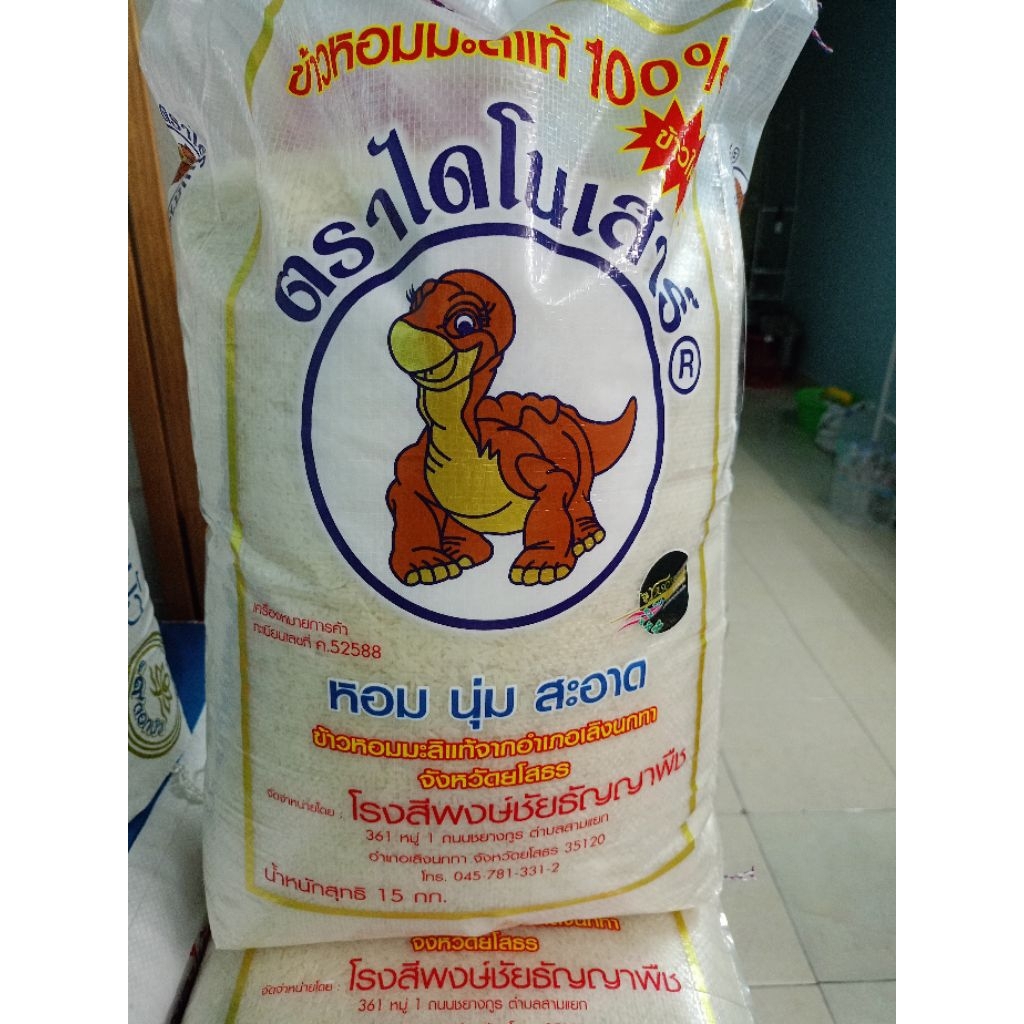 ข้าวหอมมะลิแท้ 100%
ตราไดโนเสาร์
®
เครื่องหมายการค้า
ทะเบียนเลขที่ ค.52588
หอม นุ่ม สะอาด
ข้าวหอมมะลิแท้จากอำเภอเลิงนกทา
จังหวัดยโสธร
จัดจำหน่ายโดย : โรงสีพงษ์ชัยธัญญาพืช
361 หมู่ 1 ถนนชยางกูร ตำบลสามแยก
อำเภอเลิงนกทา จังหวัดยโสธร 35120
โทร. 045-781-331-2
น้ำหนักสุทธิ 15 กก.
จังหวัดยโสธร
จัดจำหน่ายโดย : โรงสีพงษ์ชัยธัญญาพืช
361 หมู่ 1 ถนนชยางกูร ตำบลสามแยก